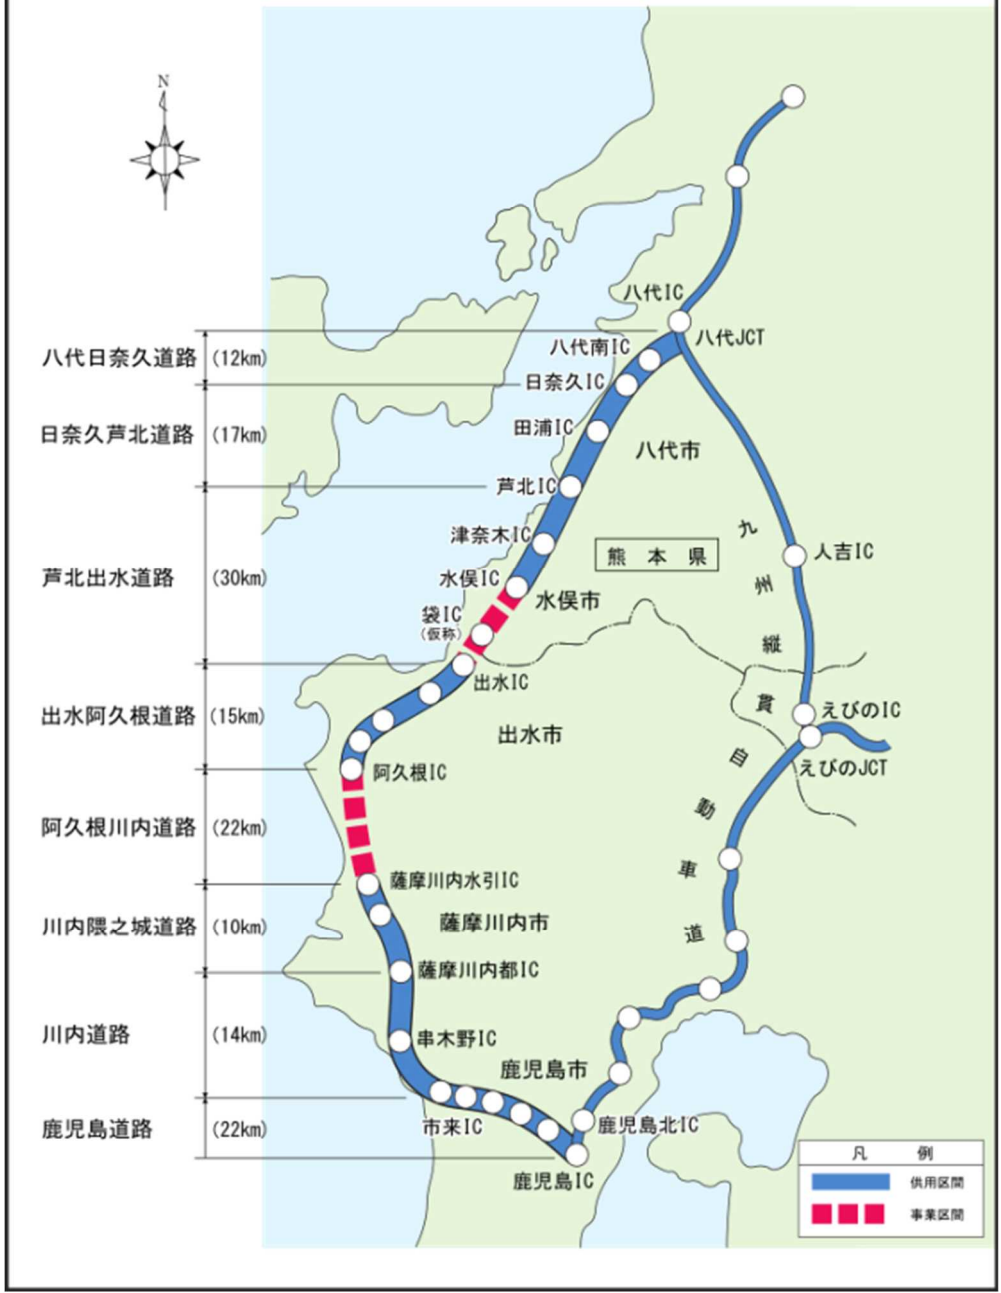 N
八代IC
八代JCT
八代南IC
八代日奈久道路 (12km)
日奈久IC
田浦IC
日奈久芦北道路 (17km)
八代市
芦北IC
津奈木IC
熊本県
人吉IC
芦北出水道路 (30km)
水俣IC
水俣市
袋IC
(仮称)
出水IC
出水阿久根道路 (15km)
出水市
えびのIC
えびのJCT
阿久根IC
九州縦貫自動車道
阿久根川内道路 (22km)
薩摩川内水引IC
川内隈之城道路 (10km)
薩摩川内市
薩摩川内都IC
川内道路 (14km)
串木野IC
鹿児島市
鹿児島道路 (22km)
市来IC
鹿児島北IC
鹿児島IC
凡例
供用区間
事業区間